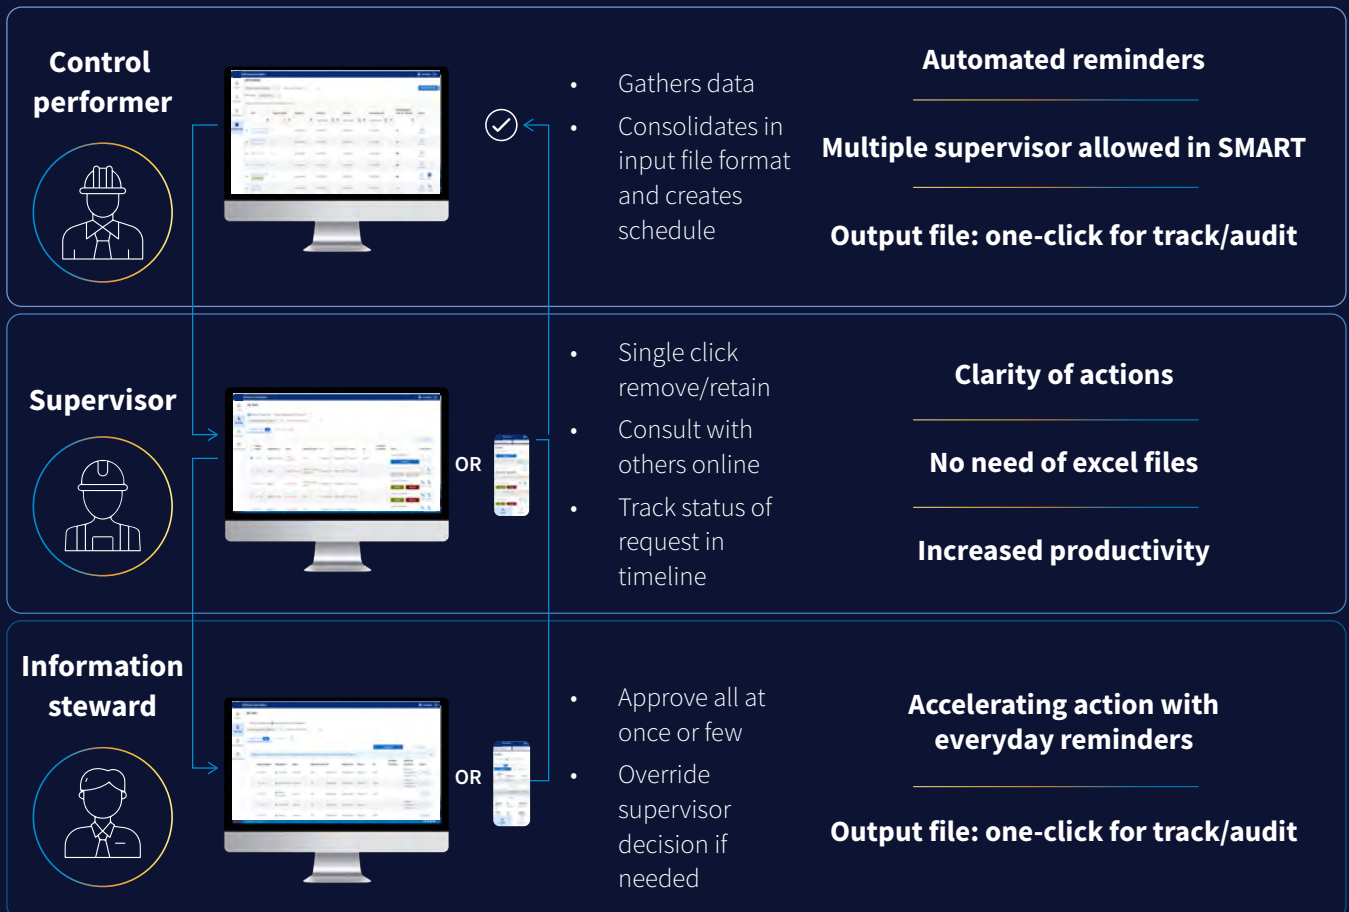 Control
performer
• Gathers data
• Consolidates in
input file format
and creates
schedule
Automated reminders
Multiple supervisor allowed in SMART
Output file: one-click for track/audit
Supervisor
OR
• Single click
remove/retain
• Consult with
others online
• Track status of
request in
timeline
Clarity of actions
No need of excel files
Increased productivity
Information
steward
OR
• Approve all at
once or few
• Override
supervisor
decision if
needed
Accelerating action with
everyday reminders
Output file: one-click for track/audit